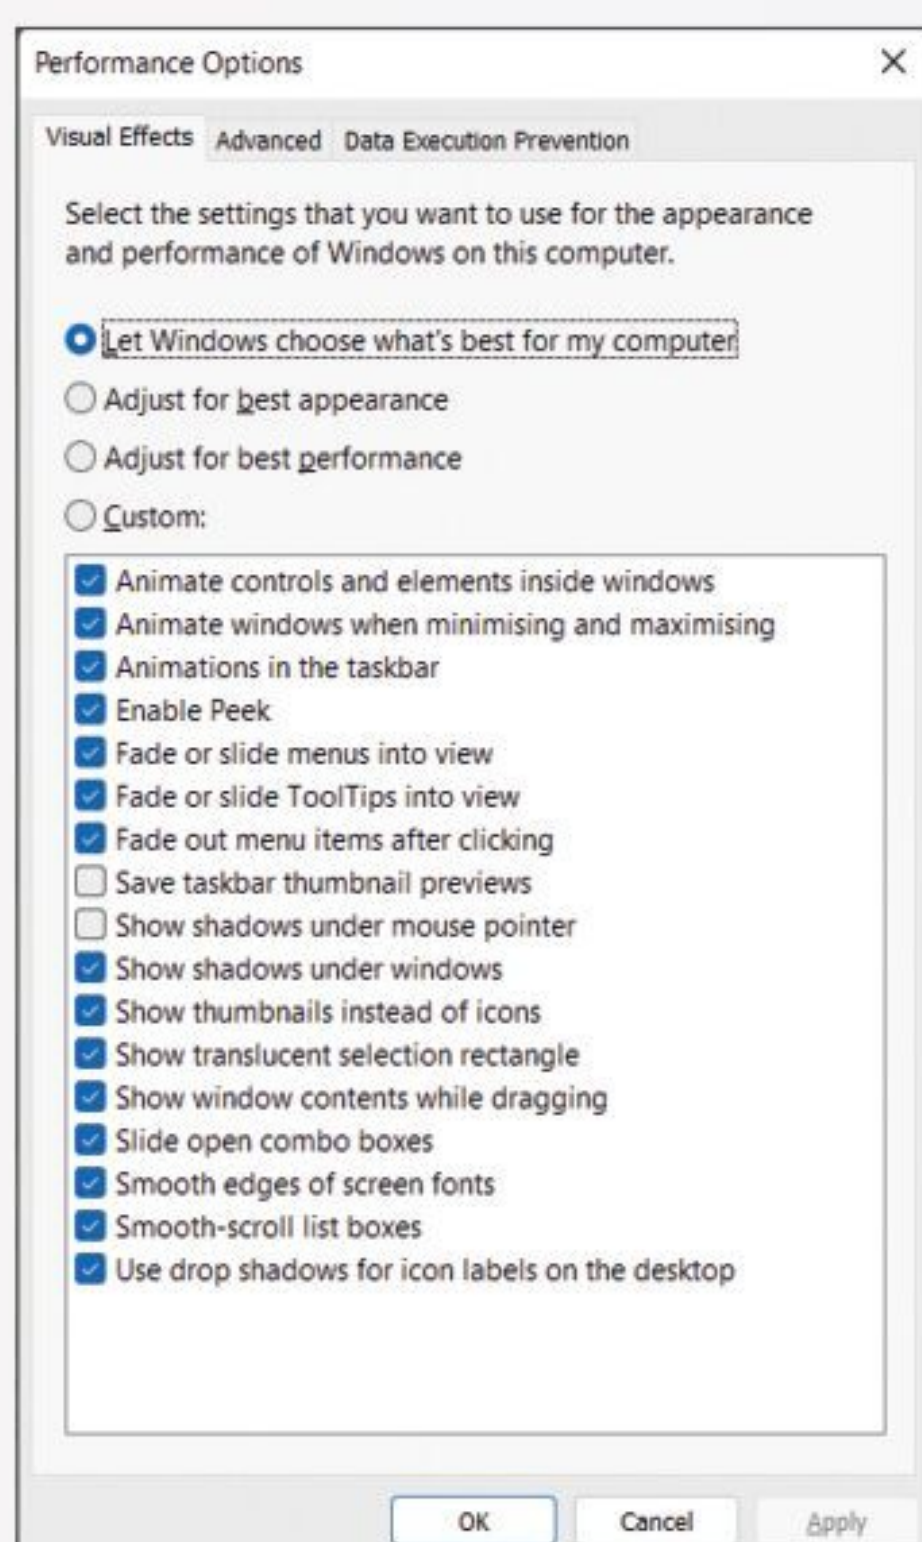 Performance Options
Visual Effects Advanced Data Execution Prevention
Select the settings that you want to use for the appearance
and performance of Windows on this computer.
Let Windows choose what's best for my computer
Adjust for best appearance
Adjust for best performance
Custom:
Animate controls and elements inside windows
Animate windows when minimising and maximising
Animations in the taskbar
Enable Peek
Fade or slide menus into view
Fade or slide ToolTips into view
Fade out menu items after clicking
Save taskbar thumbnail previews
Show shadows under mouse pointer
Show shadows under windows
Show thumbnails instead of icons
Show translucent selection rectangle
Show window contents while dragging
Slide open combo boxes
Smooth edges of screen fonts
Smooth-scroll list boxes
Use drop shadows for icon labels on the desktop
OK Cancel Apply